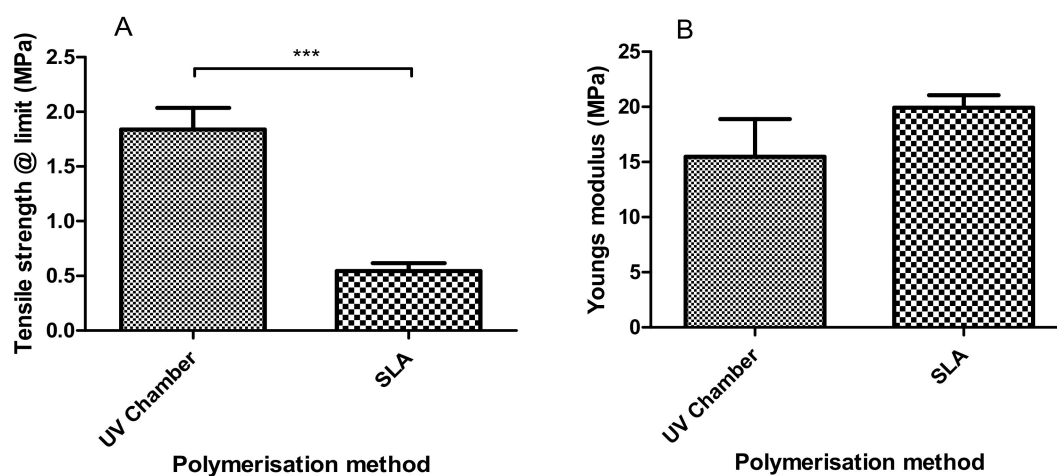 A
Tensile strength @ limit (MPa)
2.5
2.0
1.5
1.0
0.5
0.0
***
UV Chamber
SLA
Polymerisation method
B
Youngs modulus (MPa)
25
20
15
10
5
0
UV Chamber
SLA
Polymerisation method